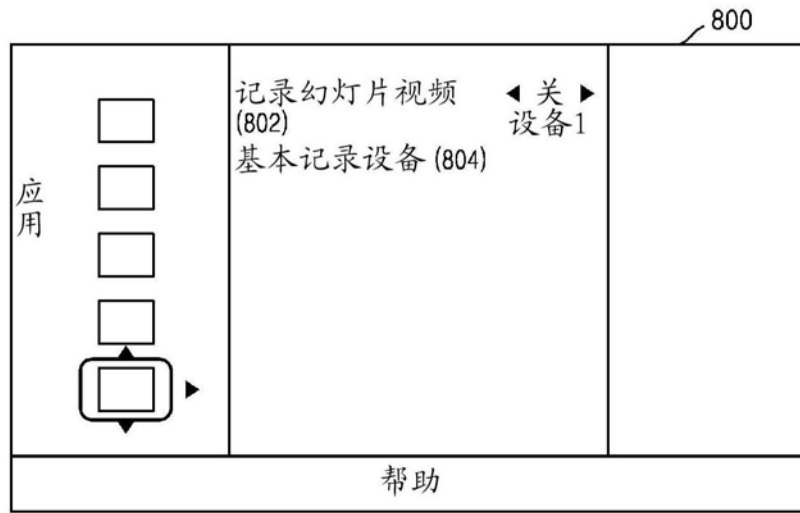 800
应用
记录幻灯片视频 ◀ 关 ▶
(802) 设备1
基本记录设备 (804)
帮助